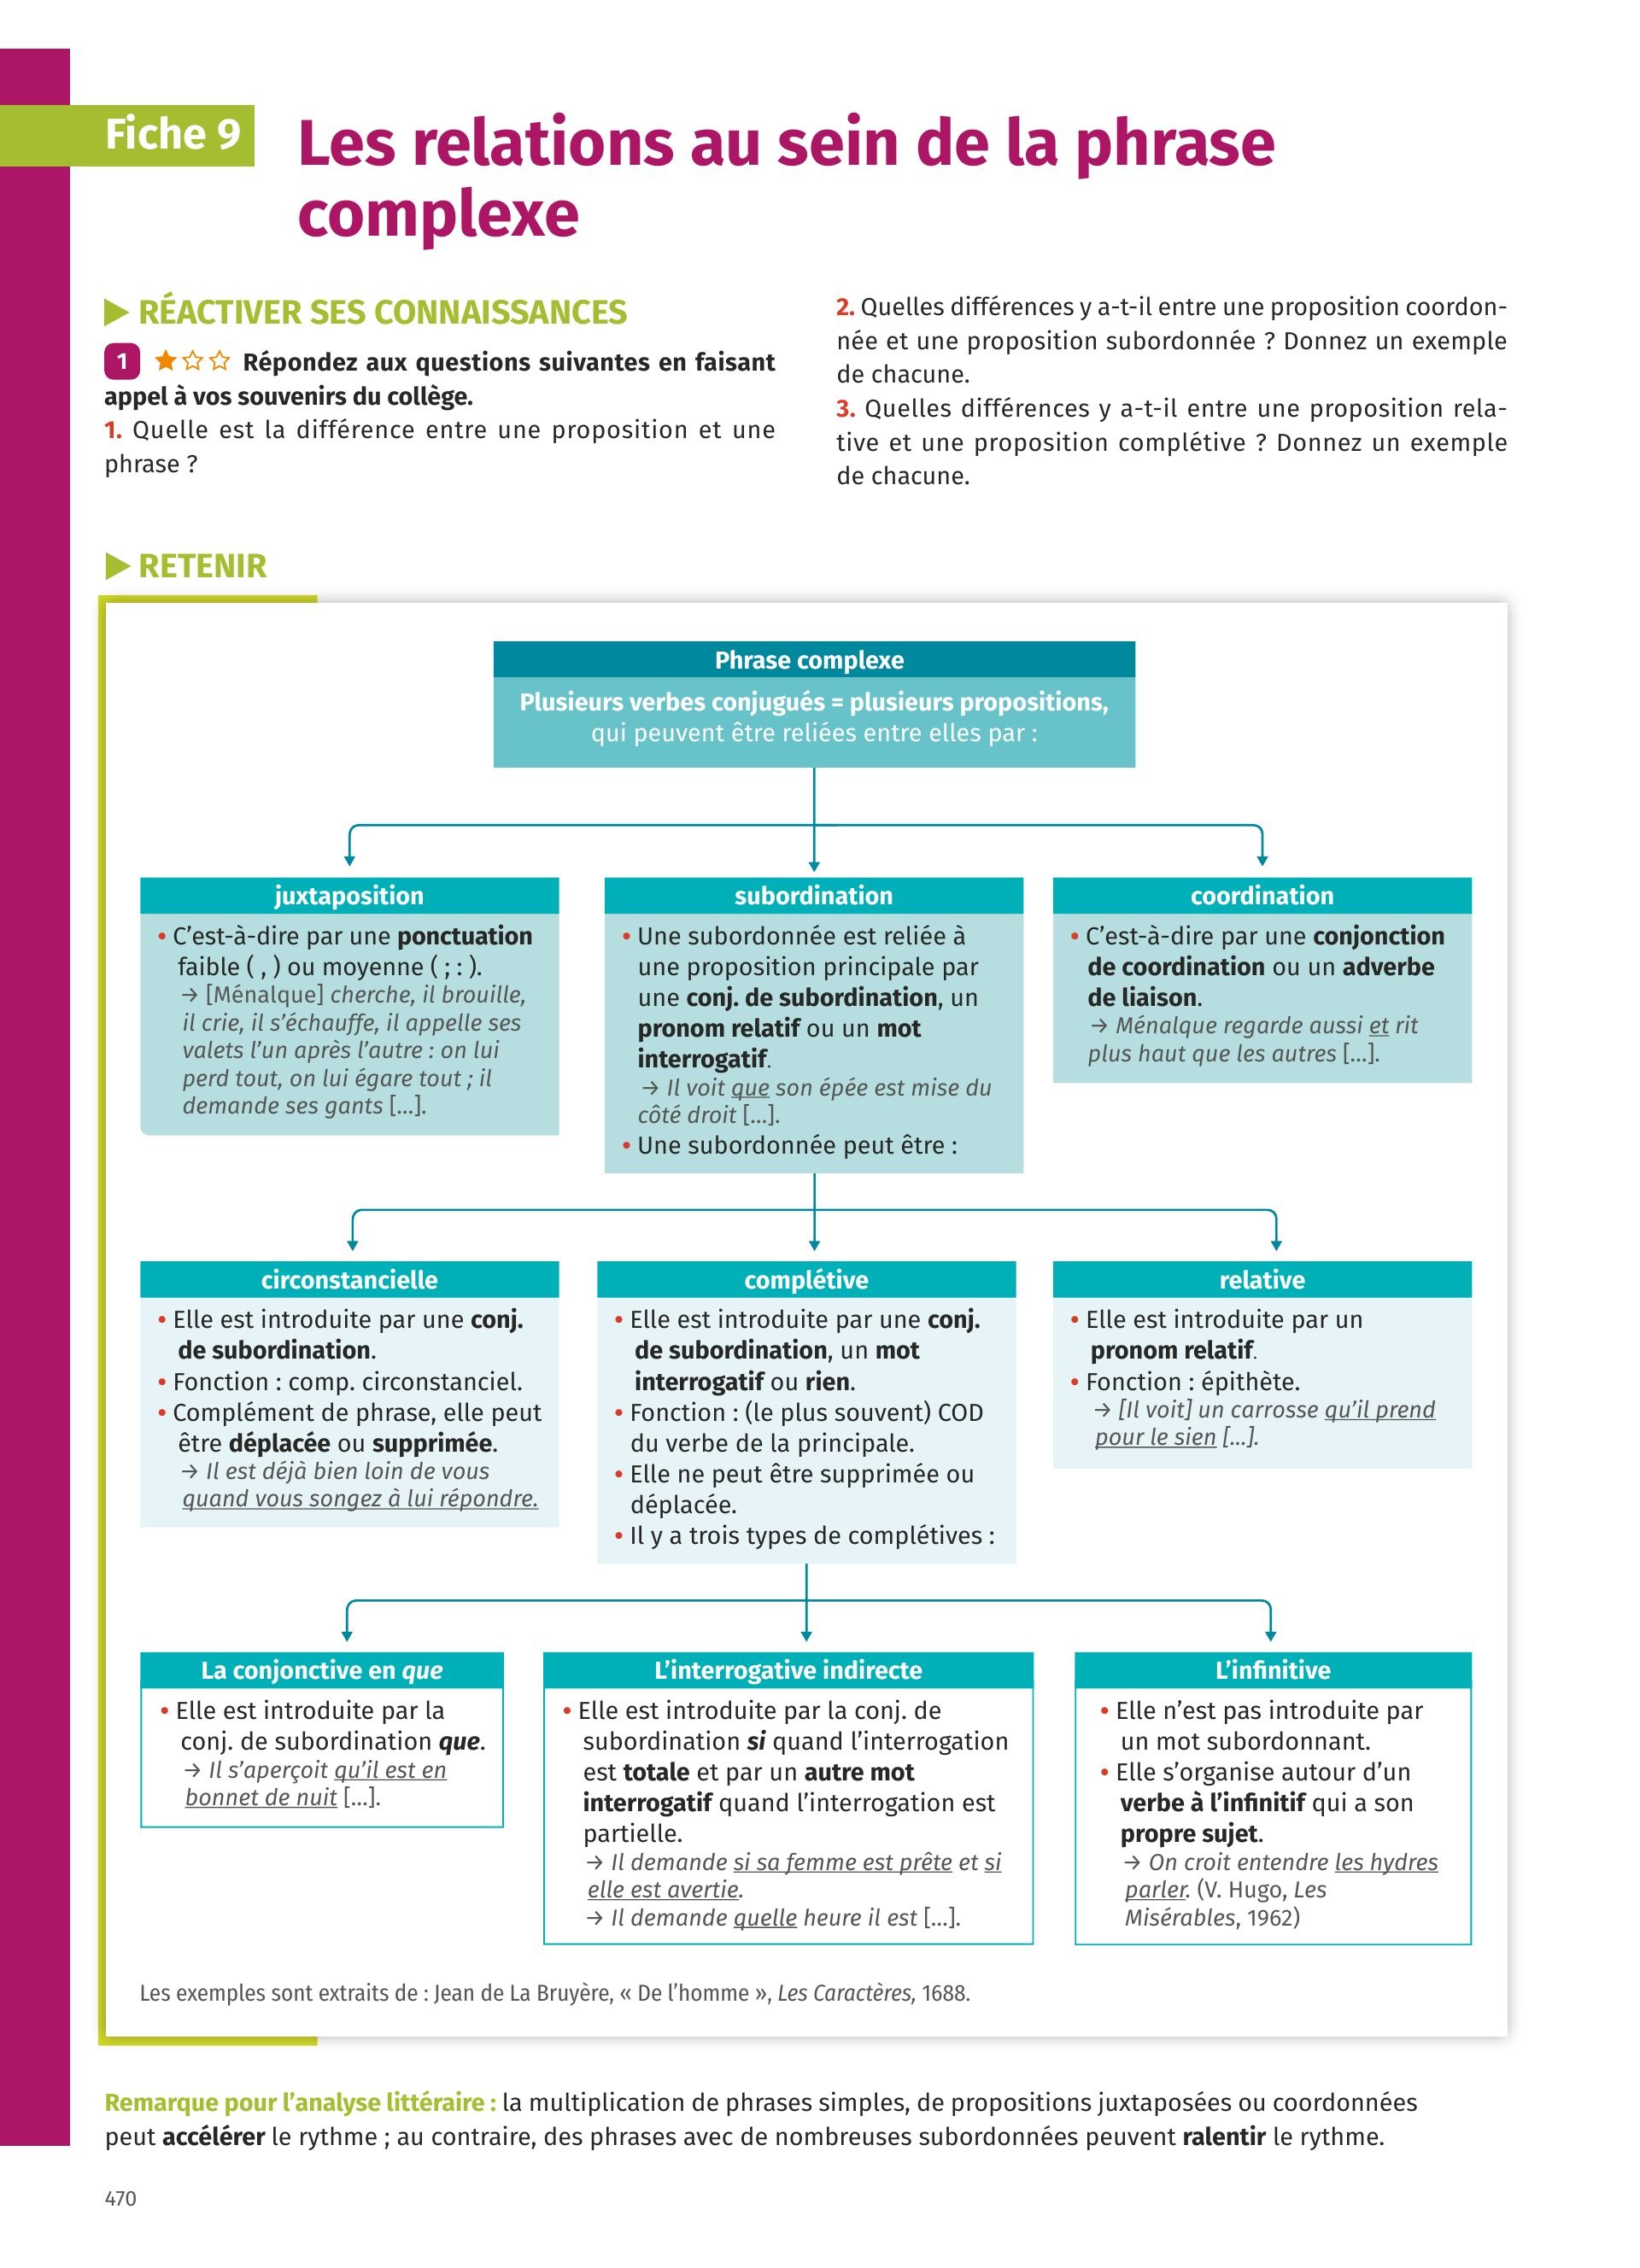 Fiche 9
Les relations au sein de la phrase
complexe
RÉACTIVER SES CONNAISSANCES
1 Répondez aux questions suivantes en faisant
appel à vos souvenirs du collège.
1. Quelle est la différence entre une proposition et une
phrase ?
2. Quelles différences y a-t-il entre une proposition coordon-
née et une proposition subordonnée ? Donnez un exemple
de chacune.
3. Quelles différences y a-t-il entre une proposition rela-
tive et une proposition complétive ? Donnez un exemple
de chacune.
RETENIR
Phrase complexe
Plusieurs verbes conjugués = plusieurs propositions,
qui peuvent être reliées entre elles par :
juxtaposition
• C'est-à-dire par une ponctuation
faible ( , ) ou moyenne ( ; : ).
→ [Ménalque] cherche, il brouille,
il crie, il s'échauffe, il appelle ses
valets l'un après l'autre : on lui
perd tout, on lui égare tout ; il
demande ses gants [...].
subordination
• Une subordonnée est reliée à
une proposition principale par
une conj. de subordination, un
pronom relatif ou un mot
interrogatif.
→ Il voit que son épée est mise du
côté droit [...].
• Une subordonnée peut être :
coordination
• C'est-à-dire par une conjonction
de coordination ou un adverbe
de liaison.
→ Ménalque regarde aussi et rit
plus haut que les autres [...].
circonstancielle
• Elle est introduite par une conj.
de subordination.
• Fonction : comp. circonstanciel.
• Complément de phrase, elle peut
être déplacée ou supprimée.
→ Il est déjà bien loin de vous
quand vous songez à lui répondre.
complétive
• Elle est introduite par une conj.
de subordination, un mot
interrogatif ou rien.
• Fonction : (le plus souvent) COD
du verbe de la principale.
• Elle ne peut être supprimée ou
déplacée.
• Il y a trois types de complétives :
relative
• Elle est introduite par un
pronom relatif.
• Fonction : épithète.
→ [Il voit] un carrosse qu'il prend
pour le sien [...].
La conjonctive en que
• Elle est introduite par la
conj. de subordination que.
→ Il s'aperçoit qu'il est en
bonnet de nuit [...].
L'interrogative indirecte
• Elle est introduite par la conj. de
subordination si quand l'interrogation
est totale et par un autre mot
interrogatif quand l'interrogation est
partielle.
→ Il demande si sa femme est prête et si
elle est avertie.
→ Il demande quelle heure il est [...].
L'infinitive
• Elle n'est pas introduite par
un mot subordonnant.
• Elle s'organise autour d'un
verbe à l'infinitif qui a son
propre sujet.
→ On croit entendre les hydres
parler. (V. Hugo, Les
Misérables, 1962)
Les exemples sont extraits de : Jean de La Bruyère, « De l'homme », Les Caractères, 1688.
Remarque pour l'analyse littéraire : la multiplication de phrases simples, de propositions juxtaposées ou coordonnées
peut accélérer le rythme ; au contraire, des phrases avec de nombreuses subordonnées peuvent ralentir le rythme.
470